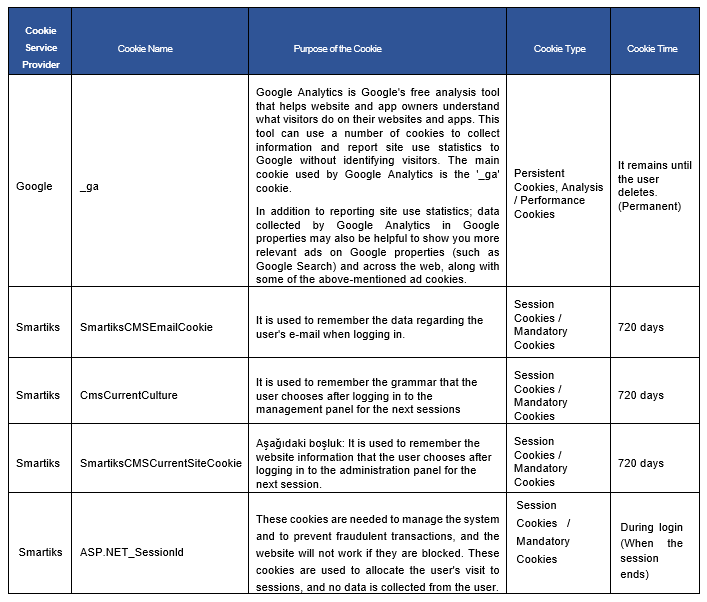 Cookie
Service
Provider
Cookie Name
Purpose of the Cookie
Cookie Type
Cookie Time
Google
_ga
Google Analytics is Google's free analysis tool
that helps website and app owners understand
what visitors do on their websites and apps. This
tool can use a number of cookies to collect
information and report site use statistics to
Google without identifying visitors. The main
cookie used by Google Analytics is the '_ga'
cookie.
In addition to reporting site use statistics; data
collected by Google Analytics in Google
properties may also be helpful to show you more
relevant ads on Google properties (such as
Google Search) and across the web, along with
some of the above-mentioned ad cookies.
Persistent
Cookies, Analysis
/ Performance
Cookies
It remains until
the user
deletes.
(Permanent)
Smartiks
SmartiksCMSEmailCookie
It is used to remember the data regarding the
user's e-mail when logging in.
Session
Cookies /
Mandatory
Cookies
720 days
Smartiks
CmsCurrentCulture
It is used to remember the grammar that the
user chooses after logging in to the
management panel for the next sessions
Session
Cookies /
Mandatory
Cookies
720 days
Smartiks
SmartiksCMSCurrentSiteCookie
Aşağıdaki boşluk: It is used to remember the
website information that the user chooses after
logging in to the administration panel for the
next session.
Session
Cookies /
Mandatory
Cookies
720 days
Smartiks
ASP.NET_SessionId
These cookies are needed to manage the system
and to prevent fraudulent transactions, and the
website will not work if they are blocked. These
cookies are used to allocate the user's visit to
sessions, and no data is collected from the user.
Session
Cookies /
Mandatory
Cookies
During login
(When the
session
ends)